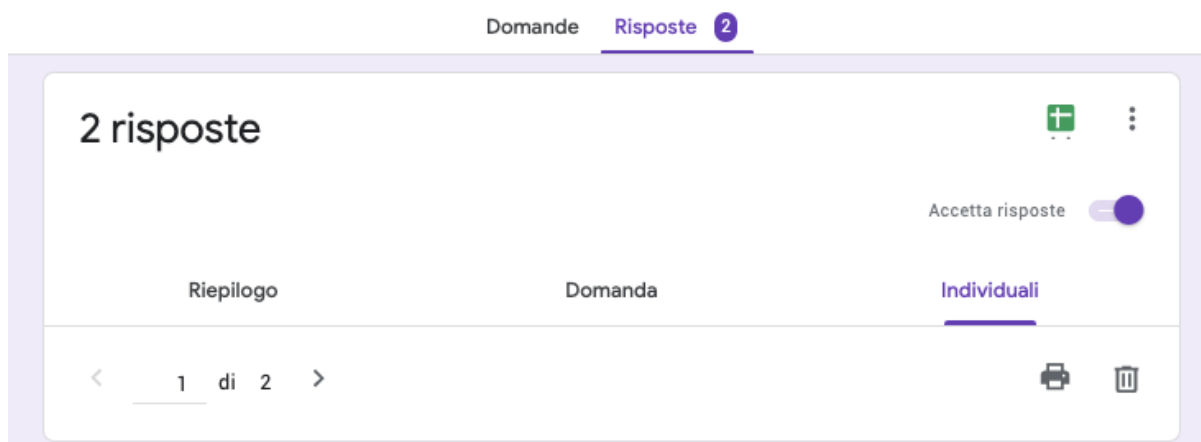 Domande Risposte 2
2 risposte
Accetta risposte
Riepilogo Domanda Individuali
1 di 2